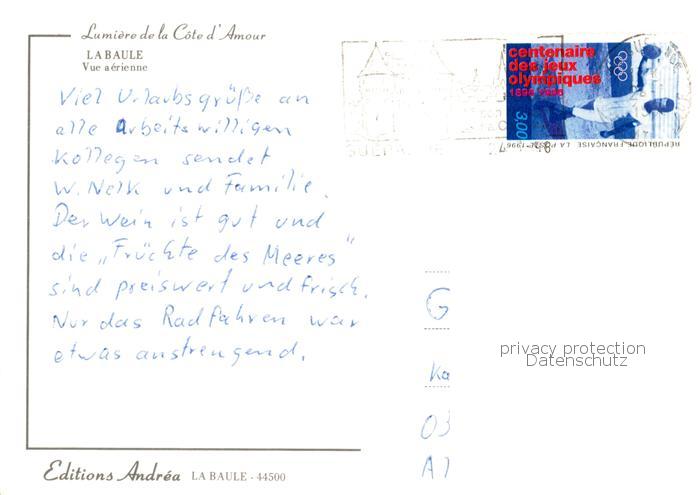 Lumière de la Côte d'Amour
LA BAULE
Vue aérienne
Viel Urlaubsgrüße an
alle Arbeitswilligen
Kollegen sendet
W. Nelk und Familie.
Der Wein ist gut und
die „Früchte des Meeres"
sind preiswert und frisch.
Nur das Radfahren war
etwas anstrengend.
Editions Andréa LA BAULE - 44500
centenaire
des jeux
olympiques
1896 1996
3,00
RÉPUBLIQUE FRANÇAISE LA POSTE 1996
G
Ka
03
A1
privacy protection
Datenschutz